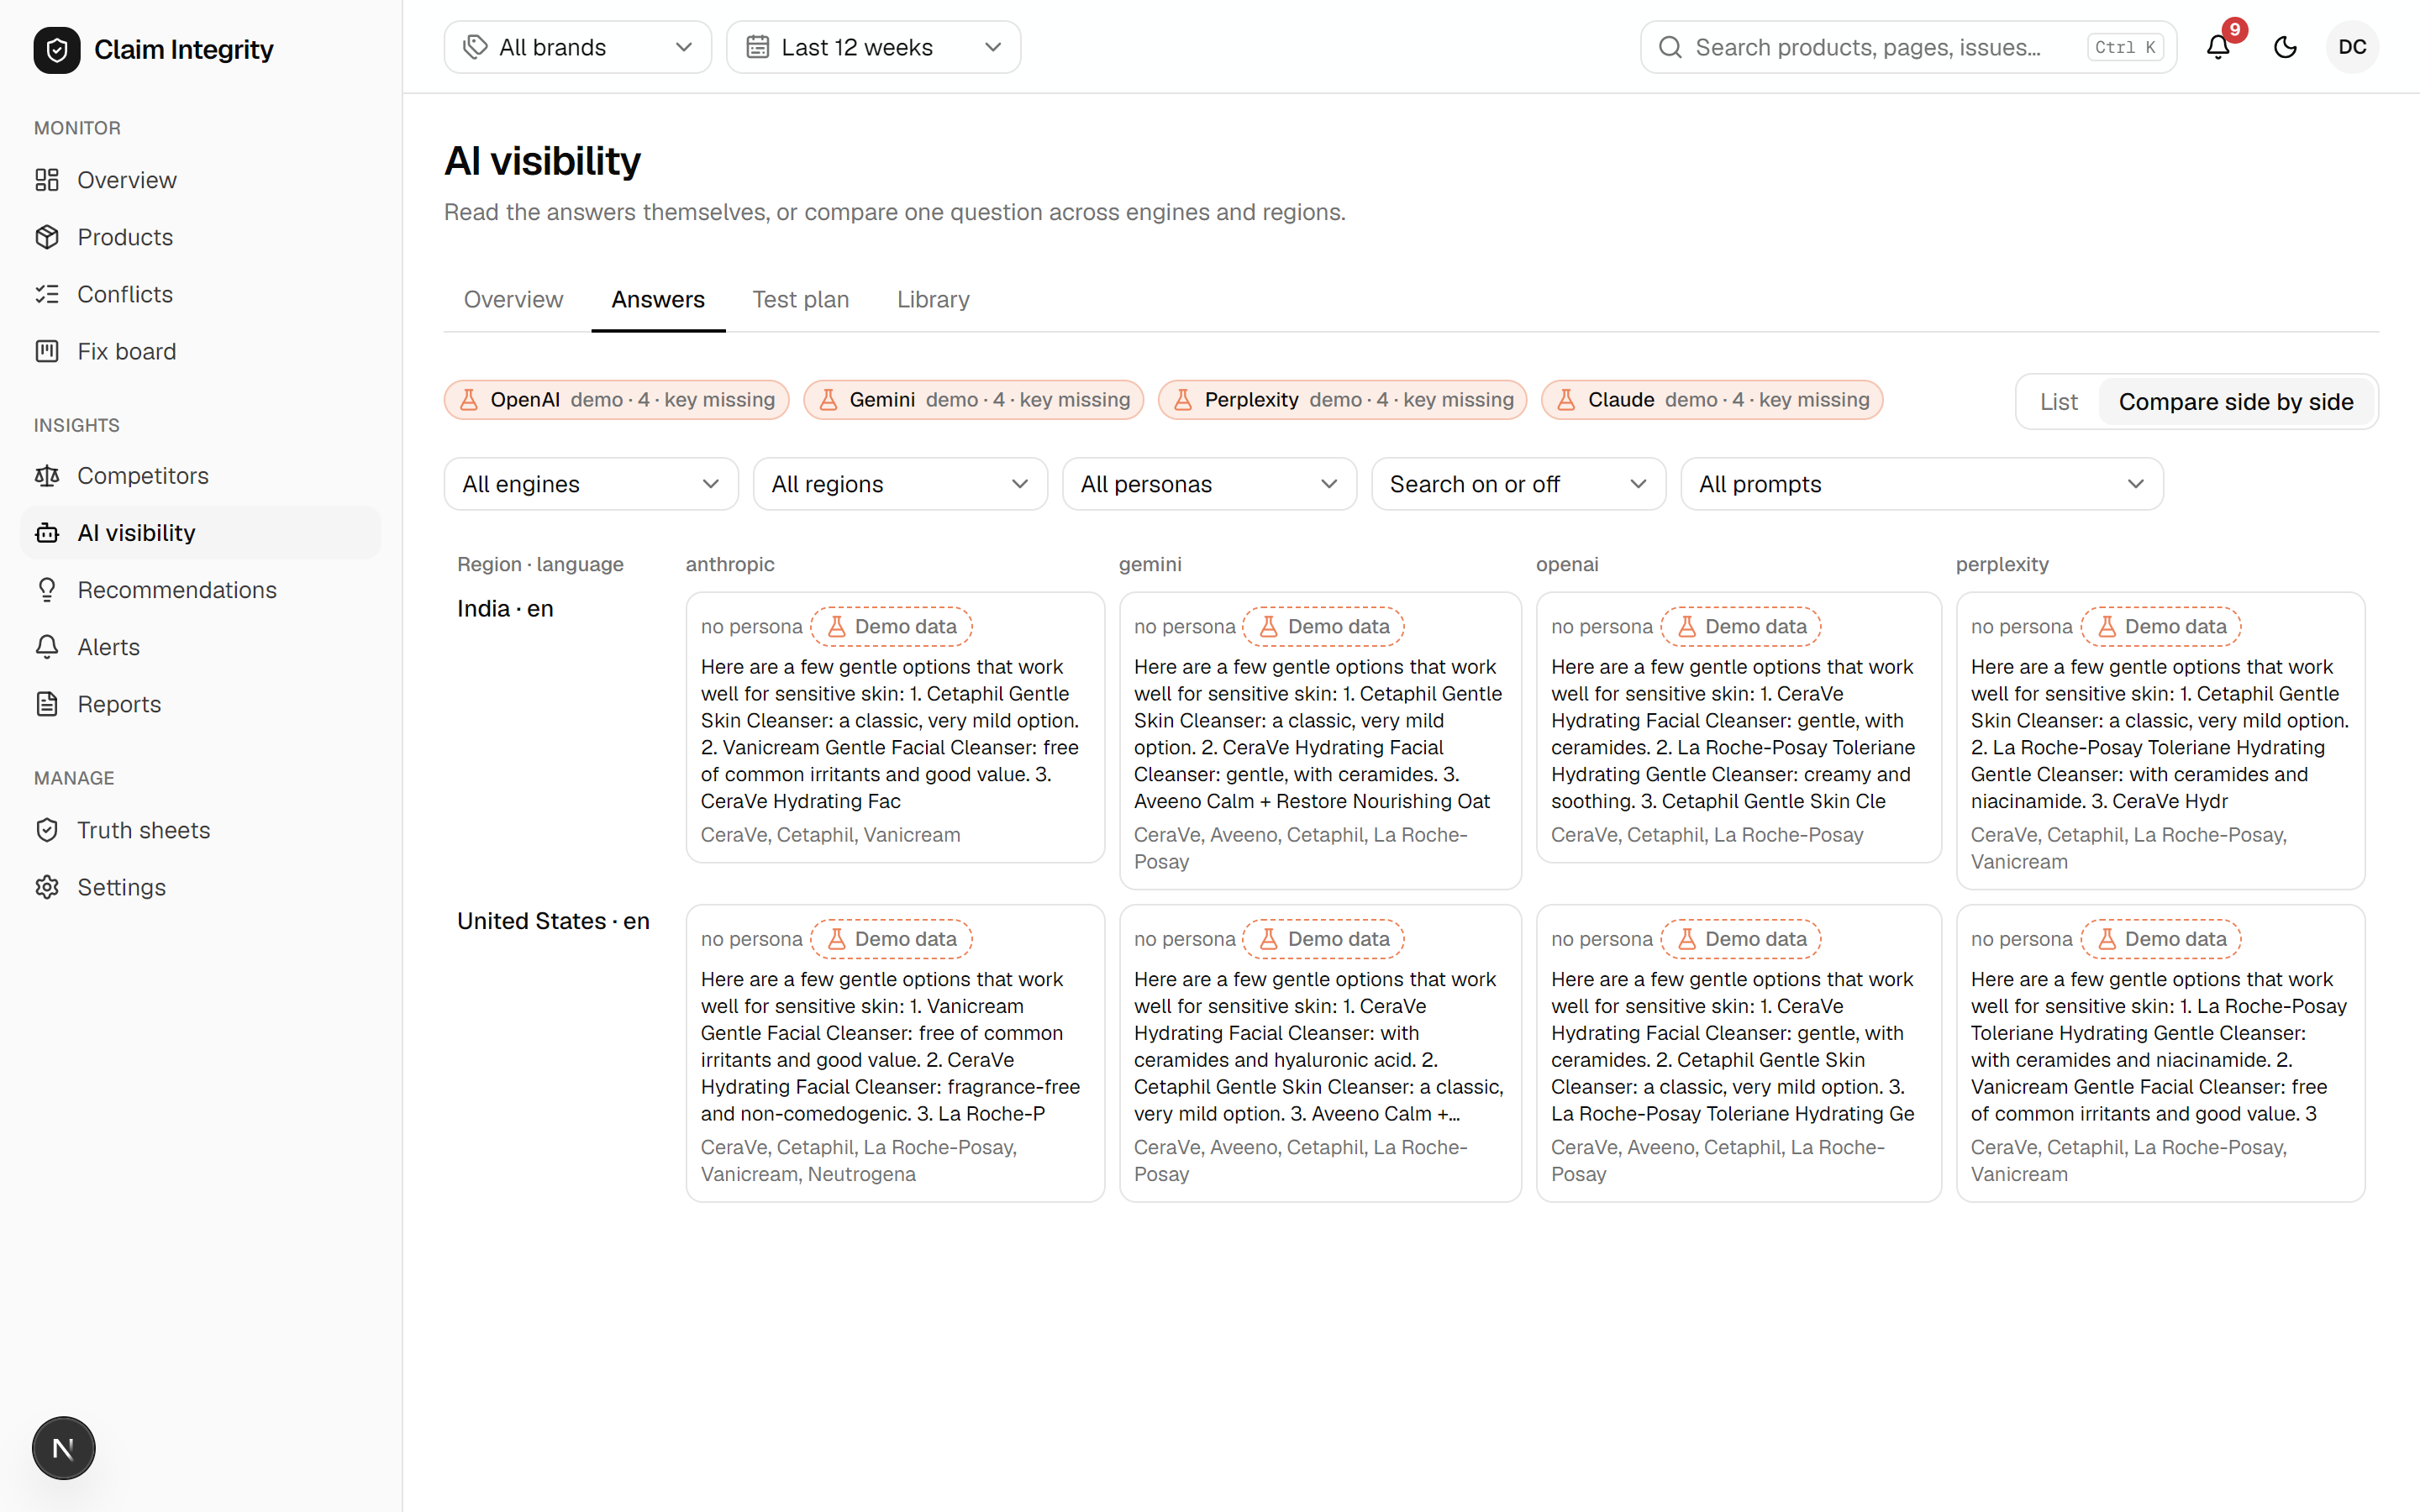 Claim Integrity
All brands
Last 12 weeks
Search products, pages, issues...
Ctrl K
9
DC
MONITOR
Overview
Products
Conflicts
Fix board
INSIGHTS
Competitors
AI visibility
Recommendations
Alerts
Reports
MANAGE
Truth sheets
Settings
N
AI visibility
Read the answers themselves, or compare one question across engines and regions.
Overview
Answers
Test plan
Library
OpenAI demo · 4 · key missing
Gemini demo · 4 · key missing
Perplexity demo · 4 · key missing
Claude demo · 4 · key missing
List
Compare side by side
All engines
All regions
All personas
Search on or off
All prompts
Region · language
anthropic
gemini
openai
perplexity
India · en
no persona
Demo data
Here are a few gentle options that work
well for sensitive skin: 1. Cetaphil Gentle
Skin Cleanser: a classic, very mild option.
2. Vanicream Gentle Facial Cleanser: free
of common irritants and good value. 3.
CeraVe Hydrating Fac
CeraVe, Cetaphil, Vanicream
no persona
Demo data
Here are a few gentle options that work
well for sensitive skin: 1. Cetaphil Gentle
Skin Cleanser: a classic, very mild
option. 2. CeraVe Hydrating Facial
Cleanser: gentle, with ceramides. 3.
Aveeno Calm + Restore Nourishing Oat
CeraVe, Aveeno, Cetaphil, La Roche-
Posay
no persona
Demo data
Here are a few gentle options that work
well for sensitive skin: 1. CeraVe
Hydrating Facial Cleanser: gentle, with
ceramides. 2. La Roche-Posay Toleriane
Hydrating Gentle Cleanser: creamy and
soothing. 3. Cetaphil Gentle Skin Cle
CeraVe, Cetaphil, La Roche-Posay
no persona
Demo data
Here are a few gentle options that work
well for sensitive skin: 1. Cetaphil Gentle
Skin Cleanser: a classic, very mild option.
2. La Roche-Posay Toleriane Hydrating
Gentle Cleanser: with ceramides and
niacinamide. 3. CeraVe Hydr
CeraVe, Cetaphil, La Roche-Posay,
Vanicream
United States · en
no persona
Demo data
Here are a few gentle options that work
well for sensitive skin: 1. Vanicream
Gentle Facial Cleanser: free of common
irritants and good value. 2. CeraVe
Hydrating Facial Cleanser: fragrance-free
and non-comedogenic. 3. La Roche-P
CeraVe, Cetaphil, La Roche-Posay,
Vanicream, Neutrogena
no persona
Demo data
Here are a few gentle options that work
well for sensitive skin: 1. CeraVe
Hydrating Facial Cleanser: with
ceramides and hyaluronic acid. 2.
Cetaphil Gentle Skin Cleanser: a classic,
very mild option. 3. Aveeno Calm +...
CeraVe, Aveeno, Cetaphil, La Roche-
Posay
no persona
Demo data
Here are a few gentle options that work
well for sensitive skin: 1. CeraVe
Hydrating Facial Cleanser: gentle, with
ceramides. 2. Cetaphil Gentle Skin
Cleanser: a classic, very mild option. 3.
La Roche-Posay Toleriane Hydrating Ge
CeraVe, Aveeno, Cetaphil, La Roche-
Posay
no persona
Demo data
Here are a few gentle options that work
well for sensitive skin: 1. La Roche-Posay
Toleriane Hydrating Gentle Cleanser:
with ceramides and niacinamide. 2.
Vanicream Gentle Facial Cleanser: free
of common irritants and good value. 3
CeraVe, Cetaphil, La Roche-Posay,
Vanicream